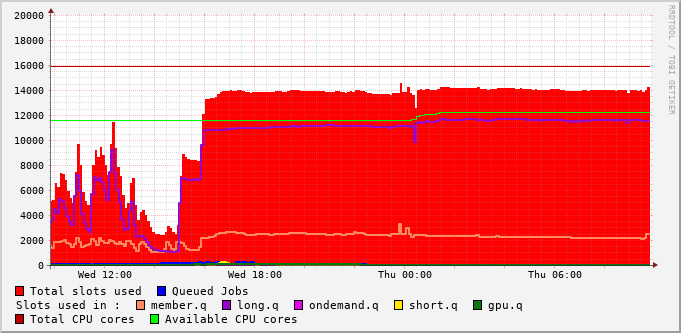 RRDTOOL / TOBI OETIKER
20000
18000
16000
14000
12000
10000
8000
6000
4000
2000
0
Wed 12:00 Wed 18:00 Thu 00:00 Thu 06:00
Total slots used Queued Jobs
Slots used in : member.q long.q ondemand.q short.q gpu.q
Total CPU cores Available CPU cores